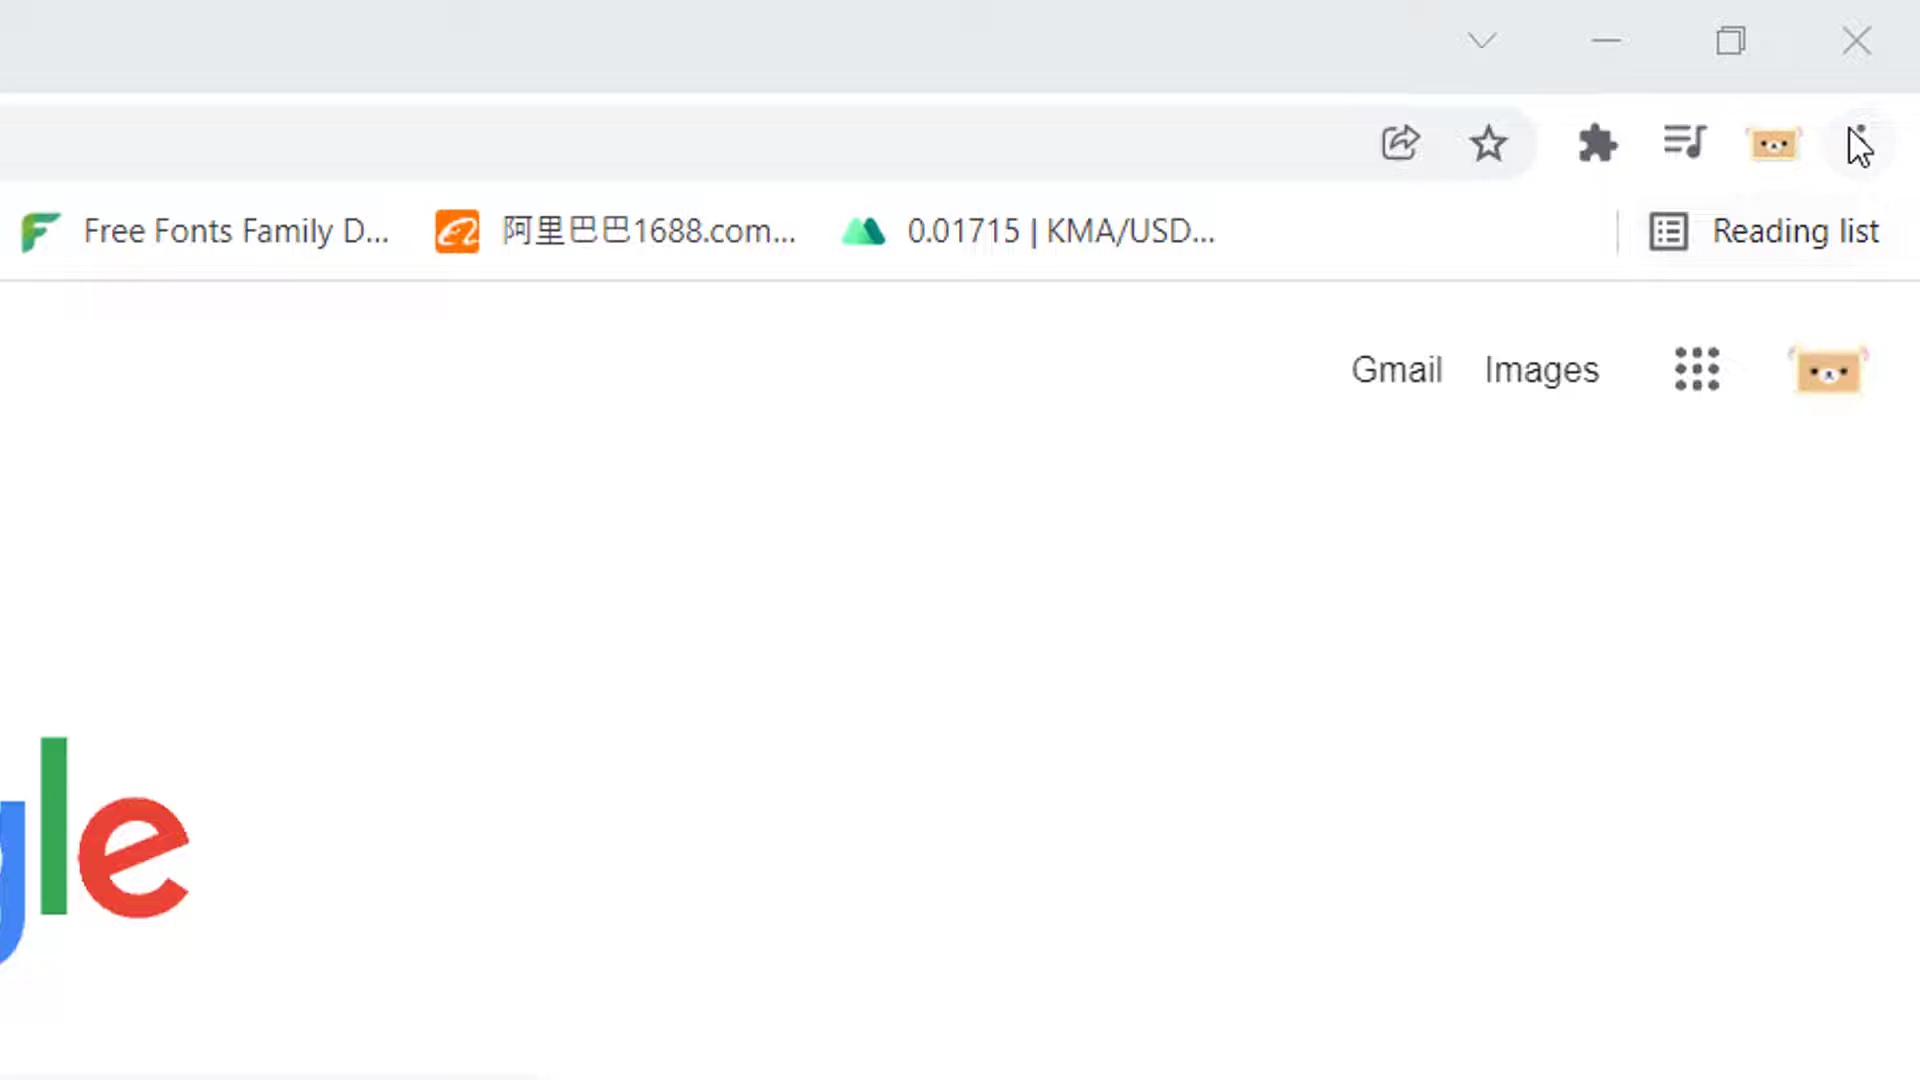 Free Fonts Family D...
阿里巴巴1688.com...
0.01715 | KMA/USD...
Reading list
Gmail
Images
gle